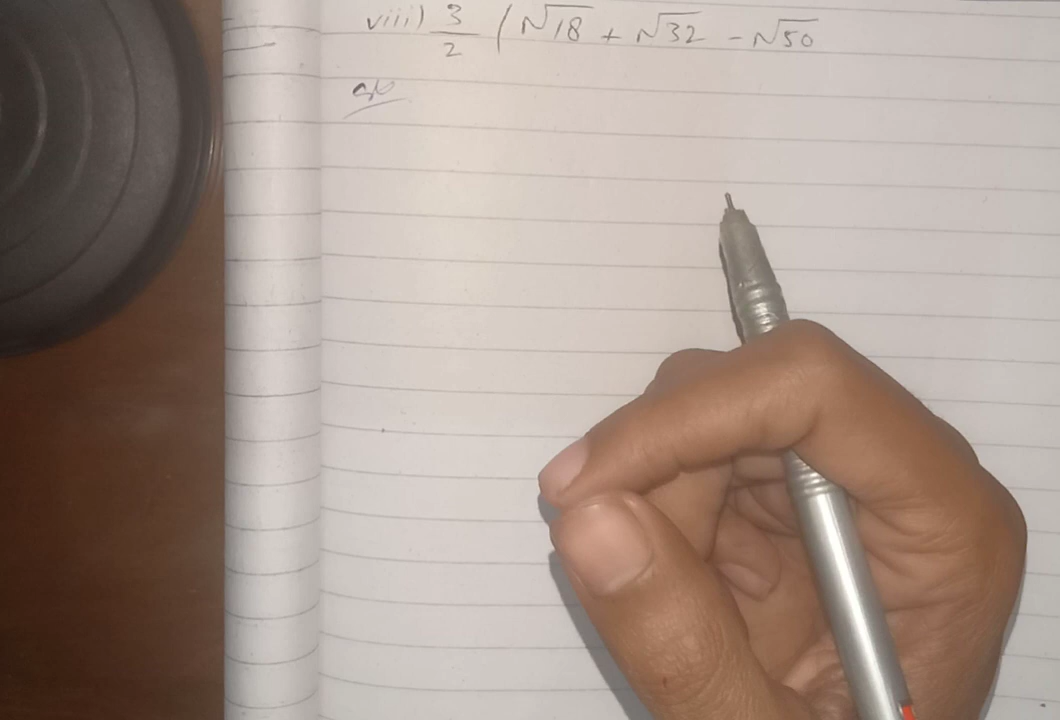 viii) 3/2 (√18 + √32 - √50
Sol